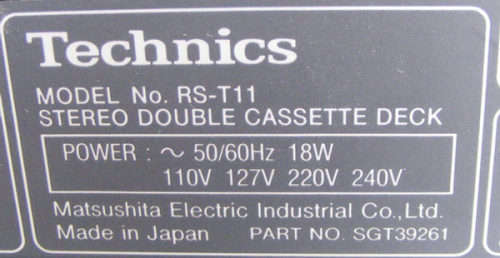 Technics
MODEL No. RS-T11
STEREO DOUBLE CASSETTE DECK
POWER : ~ 50/60Hz 18W
110V 127V 220V 240V
Matsushita Electric Industrial Co.,Ltd.
Made in Japan PART NO. SGT39261